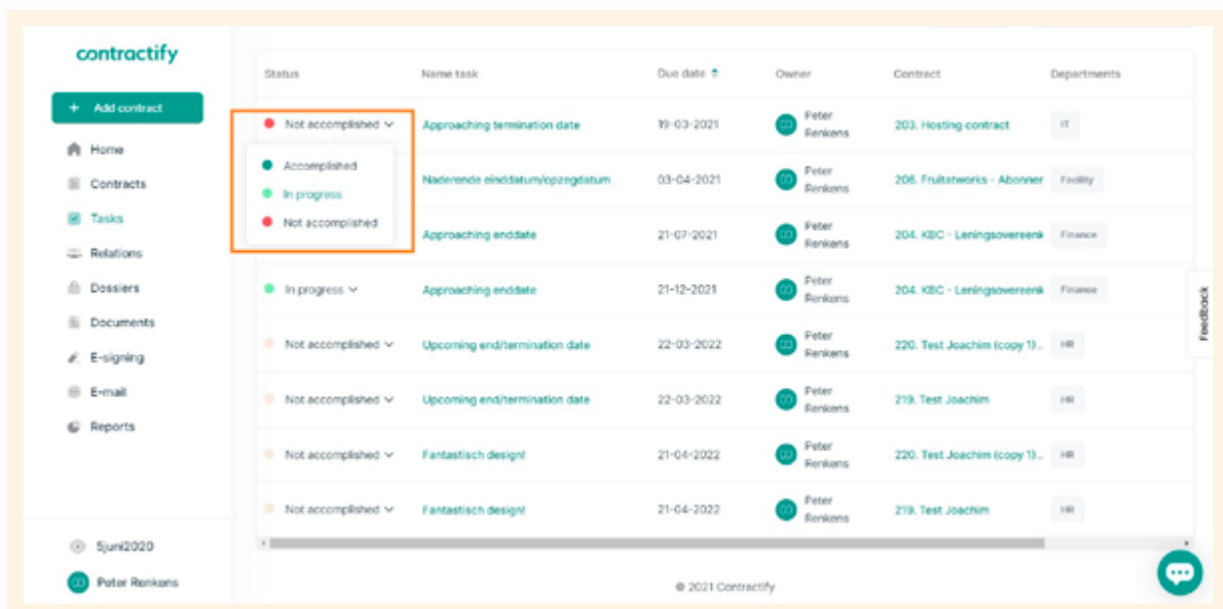 contractify
+ Add contract
Home
Contracts
Tasks
Relations
Dossiers
Documents
E-signing
E-mail
Reports
5juni2020
Peter Renkens
Status Name task Due date Owner Contract Departments
Not accomplished Approaching termination date 19-03-2021 Peter Renkens 203. Hosting contract IT
Accomplished
In progress
Not accomplished
Naderende einddatum/opzegdatum 03-04-2021 Peter Renkens 206. Fruitatworks - Abonner Facility
Approaching enddate 21-07-2021 Peter Renkens 204. KBC - Leningsovereenk Finance
In progress Approaching enddate 21-12-2021 Peter Renkens 204. KBC - Leningsovereenk Finance
Not accomplished Upcoming end/termination date 22-03-2022 Peter Renkens 220. Test Joachim (copy 1)... HR
Not accomplished Upcoming end/termination date 22-03-2022 Peter Renkens 219. Test Joachim HR
Not accomplished Fantastisch design! 21-04-2022 Peter Renkens 220. Test Joachim (copy 1)... HR
Not accomplished Fantastisch design! 21-04-2022 Peter Renkens 219. Test Joachim HR
© 2021 Contractify
Feedback